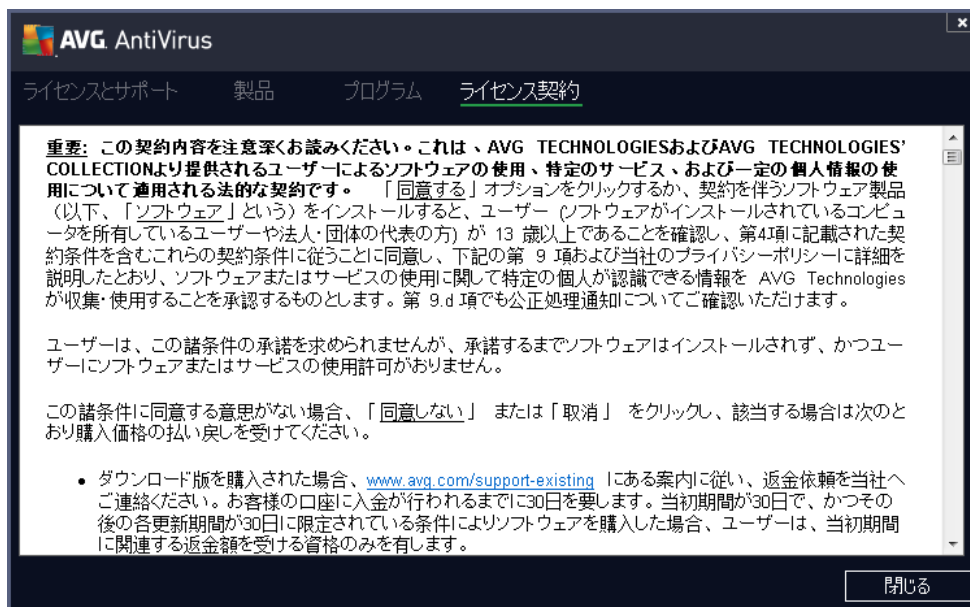 AVG AntiVirus
ライセンスとサポート 製品 プログラム ライセンス契約
重要: この契約内容を注意深くお読みください。これは、AVG TECHNOLOGIESおよびAVG TECHNOLOGIES'
COLLECTIONより提供されるユーザーによるソフトウェアの使用、特定のサービス、および一定の個人情報の使
用について適用される法的な契約です。 「同意する」オプションをクリックするか、契約を伴うソフトウェア製品
(以下、「ソフトウェア」という) をインストールすると、ユーザー (ソフトウェアがインストールされているコンピュ
ータを所有しているユーザーや法人・団体の代表の方) が 13 歳以上であることを確認し、第4項に記載された契
約条件を含むこれらの契約条件に従うことに同意し、下記の第 9 項および当社のプライバシーポリシーに詳細を
説明したとおり、ソフトウェアまたはサービスの使用に関して特定の個人が認識できる情報を AVG Technologies
が収集・使用することを承認するものとします。第 9.d 項でも公正処理通知についてご確認いただけます。
ユーザーは、この諸条件の承諾を求められませんが、承諾するまでソフトウェアはインストールされず、かつユー
ザーにソフトウェアまたはサービスの使用許可がおりません。
この諸条件に同意する意思がない場合、「同意しない」 または「取消」 をクリックし、該当する場合は次のと
おり購入価格の払い戻しを受けてください。
• ダウンロード版を購入された場合、www.avg.com/support-existing にある案内に従い、返金依頼を当社へ
ご連絡ください。お客様の口座に入金が行われるまでに30日を要します。当初期間が30日で、かつその
後の各更新期間が30日に限定されている条件によりソフトウェアを購入した場合、ユーザーは、当初期間
に関連する返金額を受ける資格のみを有します。
閉じる